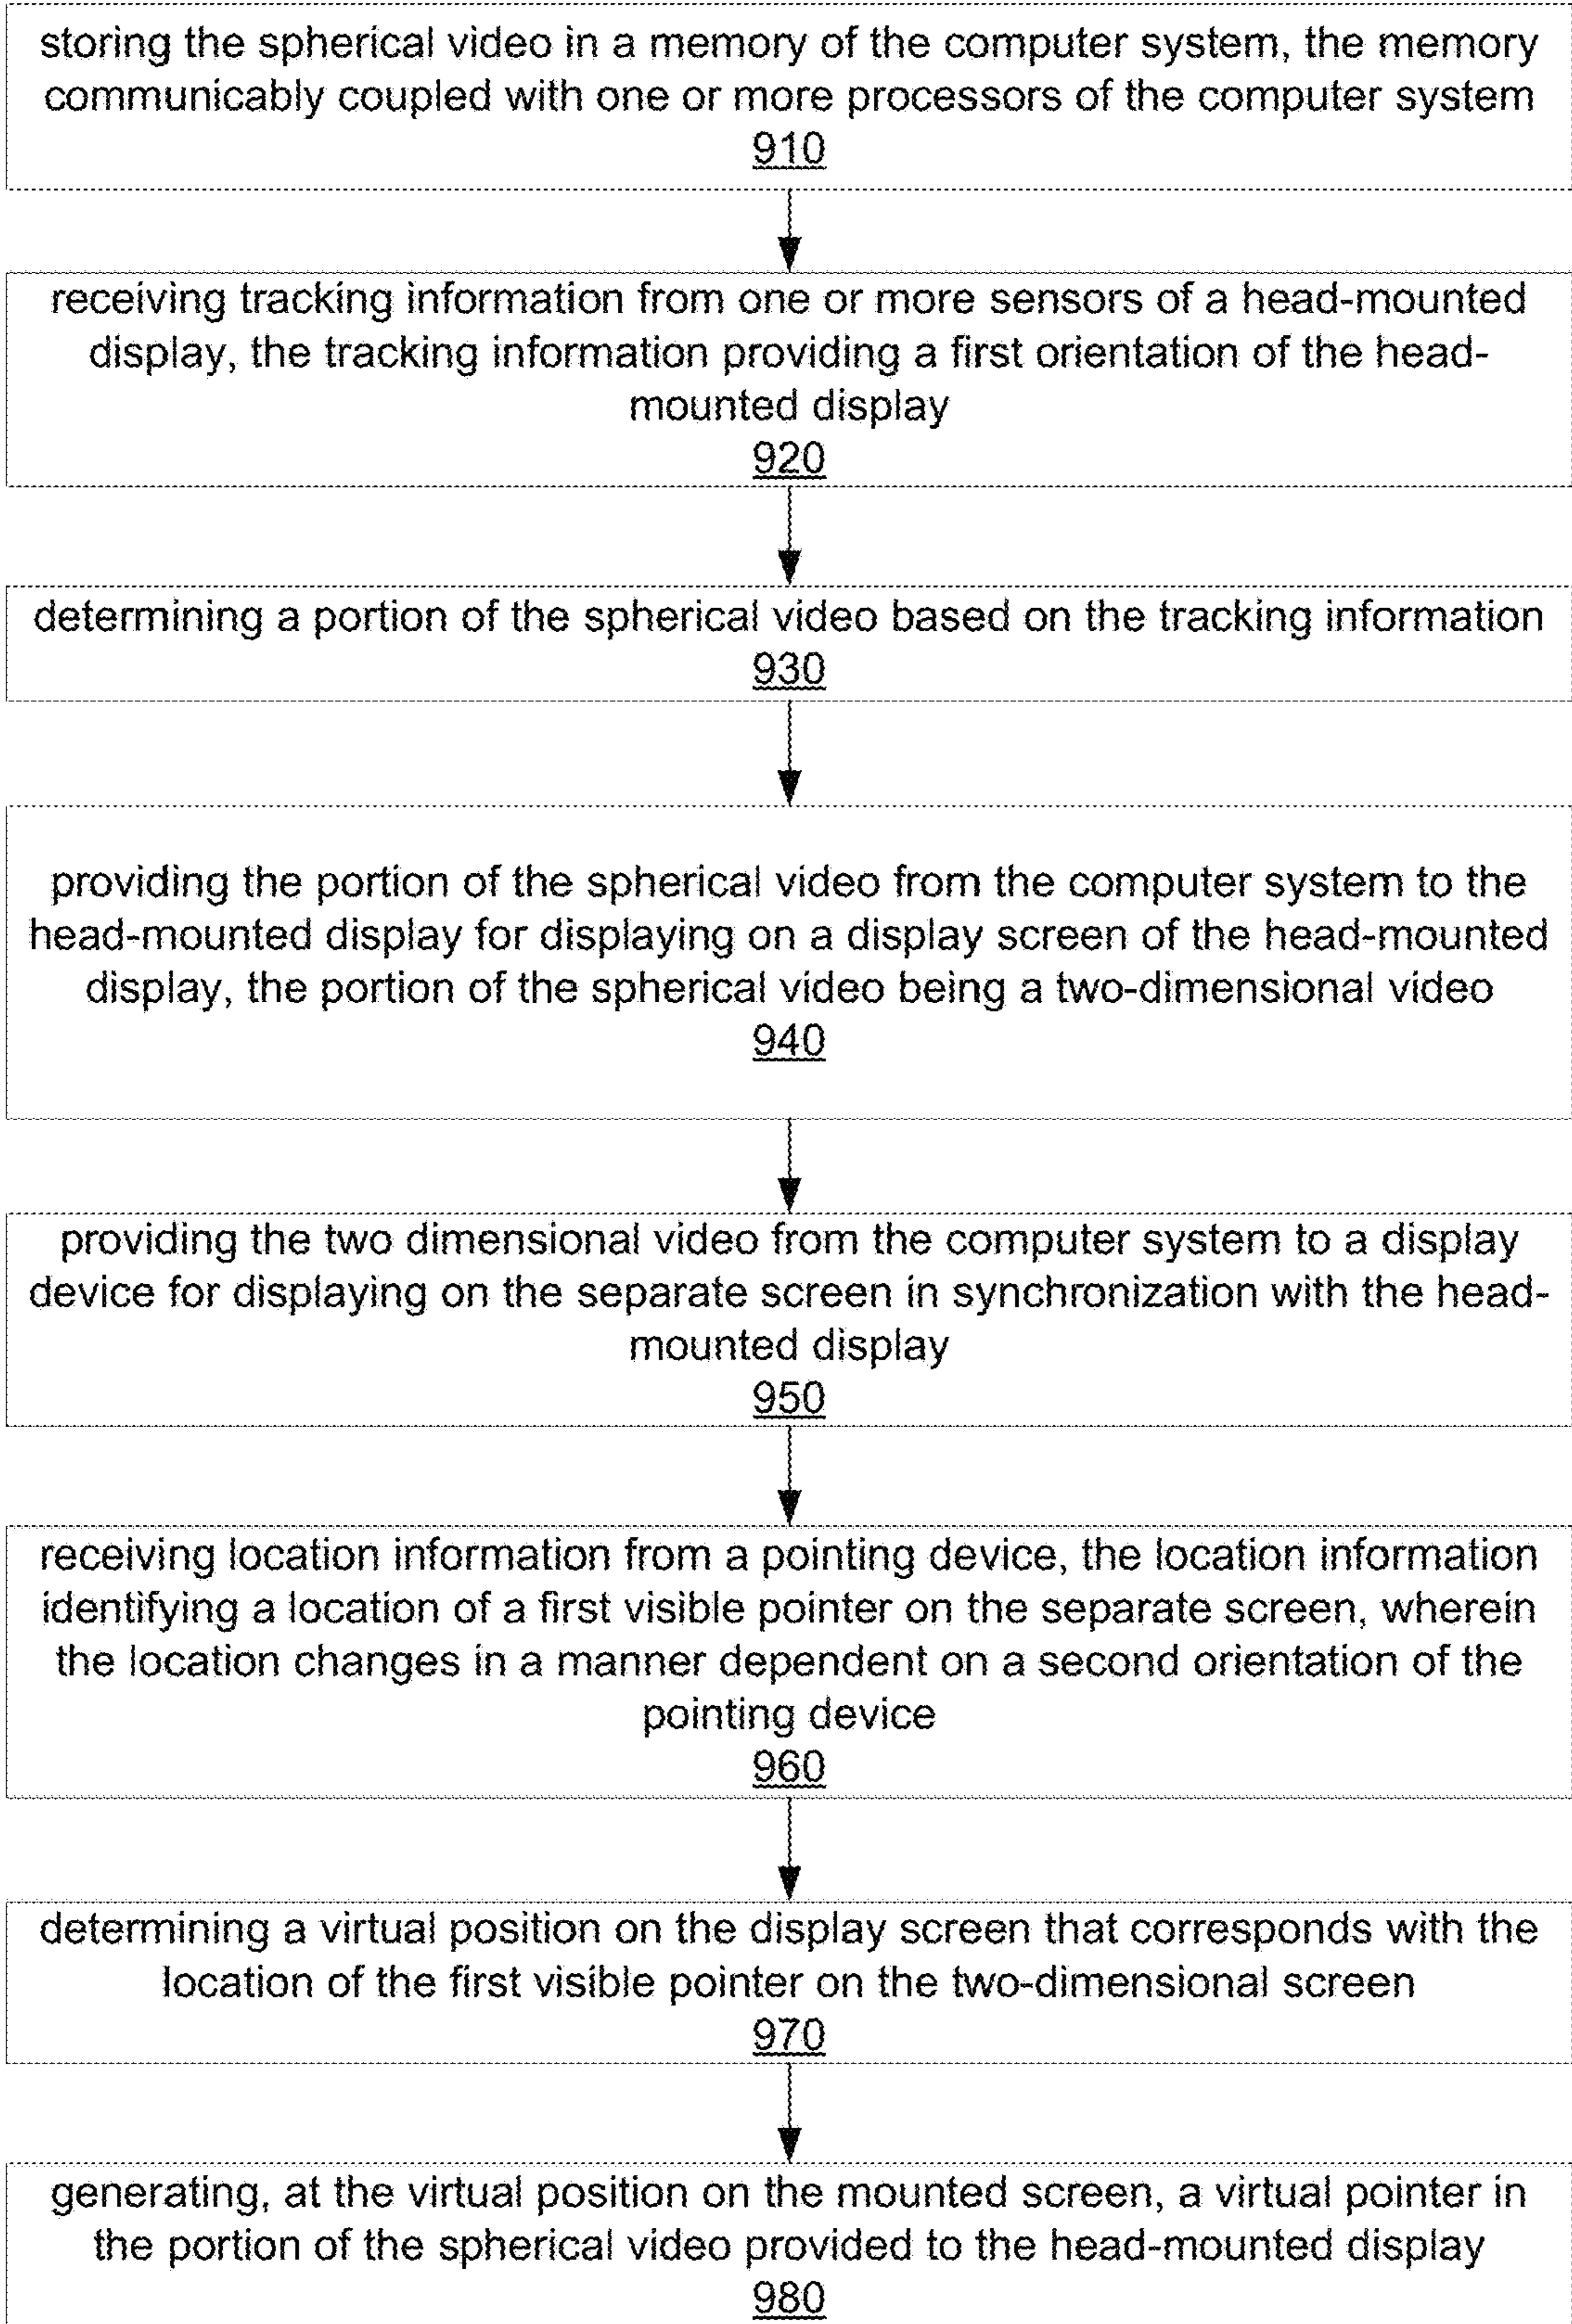 storing the spherical video in a memory of the computer system, the memory
communicably coupled with one or more processors of the computer system
910
receiving tracking information from one or more sensors of a head-mounted
display, the tracking information providing a first orientation of the head-
mounted display
920
determining a portion of the spherical video based on the tracking information
930
providing the portion of the spherical video from the computer system to the
head-mounted display for displaying on a display screen of the head-mounted
display, the portion of the spherical video being a two-dimensional video
940
providing the two dimensional video from the computer system to a display
device for displaying on the separate screen in synchronization with the head-
mounted display
950
receiving location information from a pointing device, the location information
identifying a location of a first visible pointer on the separate screen, wherein
the location changes in a manner dependent on a second orientation of the
pointing device
960
determining a virtual position on the display screen that corresponds with the
location of the first visible pointer on the two-dimensional screen
970
generating, at the virtual position on the mounted screen, a virtual pointer in
the portion of the spherical video provided to the head-mounted display
980